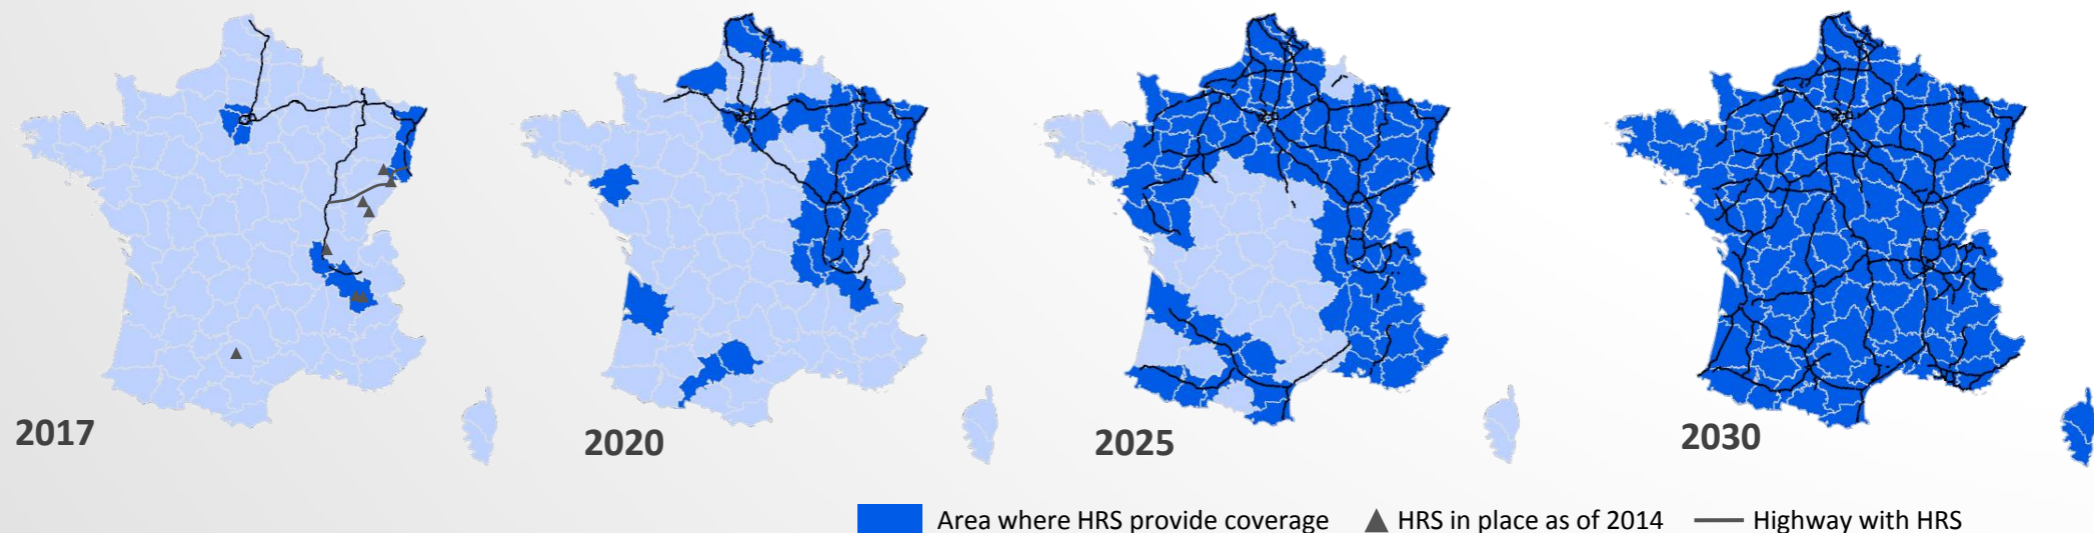 2017
2020
2025
2030
Area where HRS provide coverage
HRS in place as of 2014
Highway with HRS